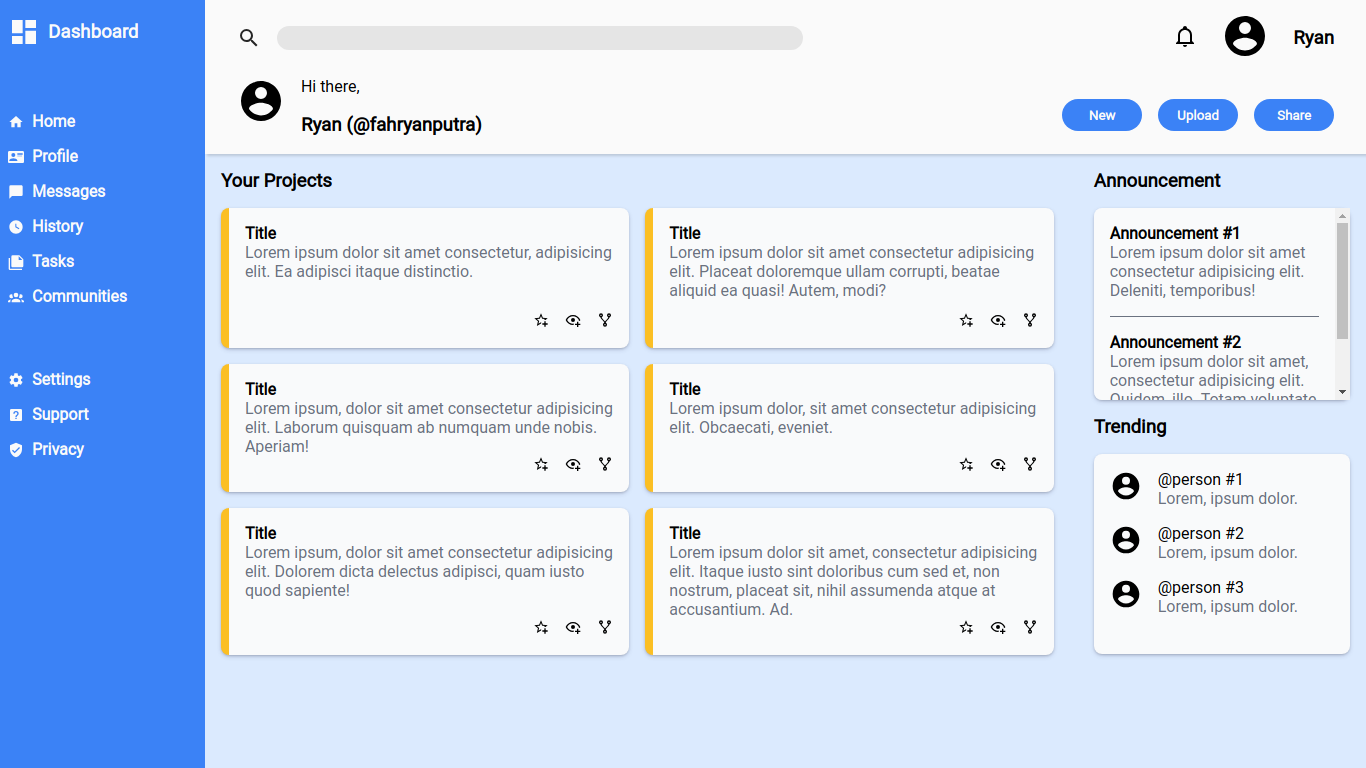 Dashboard
Home
Profile
Messages
History
Tasks
Communities
Settings
Support
Privacy
Ryan
Hi there,
Ryan (@fahryanputra)
New
Upload
Share
Your Projects
Title
Lorem ipsum dolor sit amet consectetur, adipisicing
elit. Ea adipisci itaque distinctio.
Title
Lorem ipsum dolor sit amet consectetur adipisicing
elit. Placeat doloremque ullam corrupti, beatae
aliquid ea quasi! Autem, modi?
Title
Lorem ipsum, dolor sit amet consectetur adipisicing
elit. Laborum quisquam ab numquam unde nobis.
Aperiam!
Title
Lorem ipsum dolor, sit amet consectetur adipisicing
elit. Obcaecati, eveniet.
Title
Lorem ipsum, dolor sit amet consectetur adipisicing
elit. Dolorem dicta delectus adipisci, quam iusto
quod sapiente!
Title
Lorem ipsum dolor sit amet, consectetur adipisicing
elit. Itaque iusto sint doloribus cum sed et, non
nostrum, placeat sit, nihil assumenda atque at
accusantium. Ad.
Announcement
Announcement #1
Lorem ipsum dolor sit amet
consectetur adipisicing elit.
Deleniti, temporibus!
Announcement #2
Lorem ipsum dolor sit amet,
consectetur adipisicing elit.
Quidem, illo. Totam voluptate
Trending
@person #1
Lorem, ipsum dolor.
@person #2
Lorem, ipsum dolor.
@person #3
Lorem, ipsum dolor.